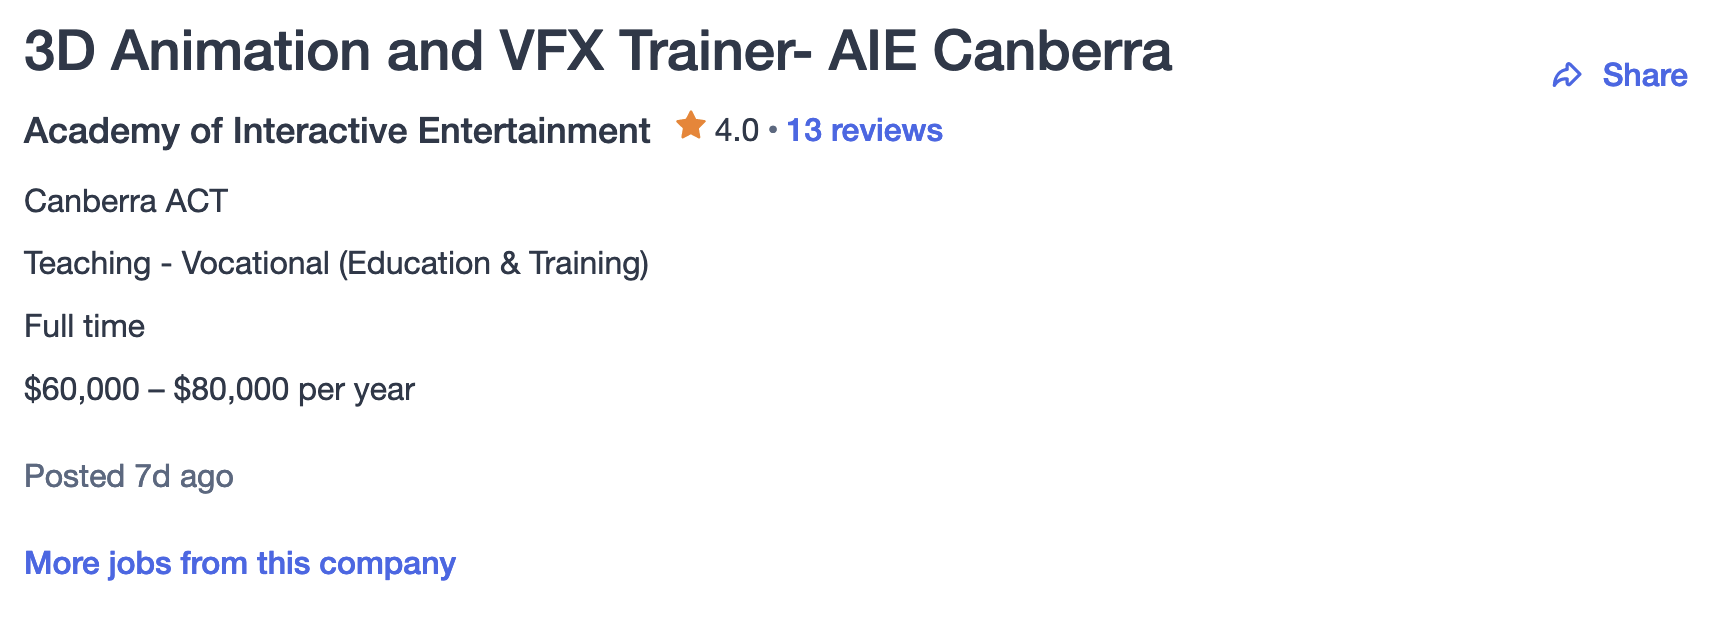 3D Animation and VFX Trainer- AIE Canberra
Share
Academy of Interactive Entertainment 4.0 • 13 reviews
Canberra ACT
Teaching - Vocational (Education & Training)
Full time
$60,000 – $80,000 per year
Posted 7d ago
More jobs from this company